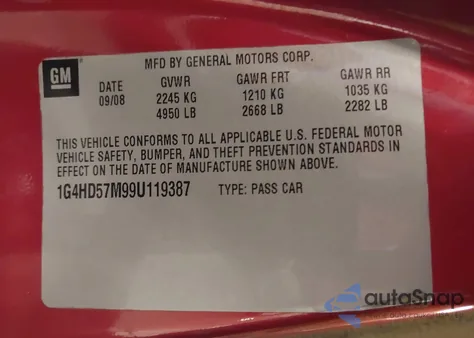 GM
MFD BY GENERAL MOTORS CORP.
DATE GVWR GAWR FRT GAWR RR
09/08 2245 KG 1210 KG 1035 KG
4950 LB 2668 LB 2282 LB
THIS VEHICLE CONFORMS TO ALL APPLICABLE U.S. FEDERAL MOTOR
VEHICLE SAFETY, BUMPER, AND THEFT PREVENTION STANDARDS IN
EFFECT ON THE DATE OF MANUFACTURE SHOWN ABOVE.
1G4HD57M99U119387 TYPE: PASS CAR
autoSnap